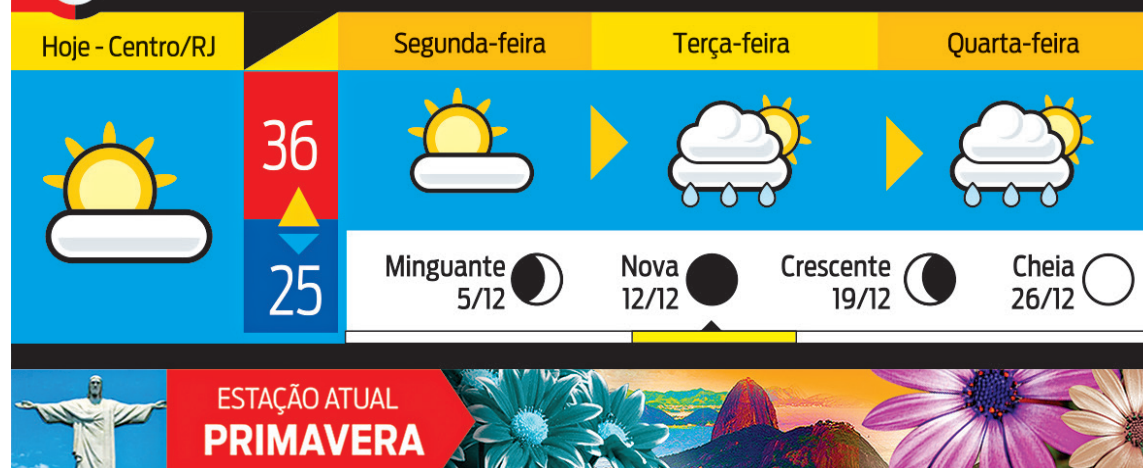 Hoje - Centro/RJ
Segunda-feira
Terça-feira
Quarta-feira
36
25
Minguante
5/12
Nova
12/12
Crescente
19/12
Cheia
26/12
ESTAÇÃO ATUAL
PRIMAVERA